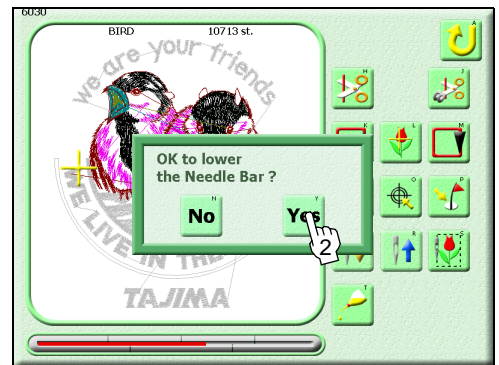 6030
BIRD 10713 st.
A
we are your friends
H
J
K
L
M
OK to lower
the Needle Bar ?
N
No
Y
Yes
2
O
P
R
S
WE LIVE IN THE
T
TAJIMA